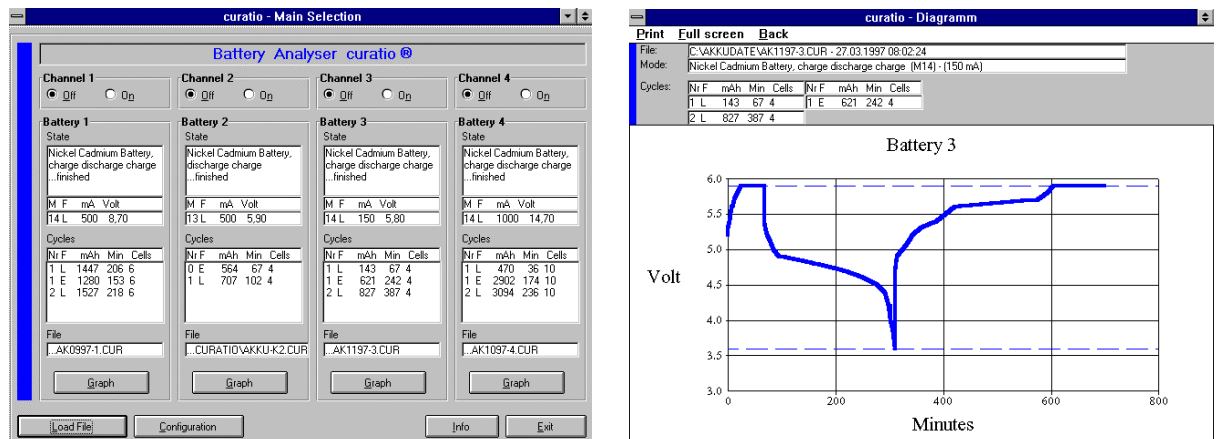 curatio - Main Selection
Battery Analyser curatio ®
Channel 1
Off On
Channel 2
Off On
Channel 3
Off On
Channel 4
Off On
Battery 1
State
Nickel Cadmium Battery,
charge discharge charge
...finished
M F mA Volt
14 L 500 8,70
Cycles
Nr F mAh Min Cells
1 L 1447 206 6
1 E 1280 153 6
2 L 1527 218 6
File
...AK0997-1.CUR
Graph
Battery 2
State
Nickel Cadmium Battery,
discharge charge
...finished
M F mA Volt
13 L 500 5,90
Cycles
Nr F mAh Min Cells
0 E 564 67 4
1 L 707 102 4
File
...CURATIO\AKKU-K2.CUR
Graph
Battery 3
State
Nickel Cadmium Battery,
charge discharge charge
...finished
M F mA Volt
14 L 150 5,80
Cycles
Nr F mAh Min Cells
1 L 143 67 4
1 E 621 242 4
2 L 827 387 4
File
...AK1197-3.CUR
Graph
Battery 4
State
Nickel Cadmium Battery,
charge discharge charge
...finished
M F mA Volt
14 L 1000 14,70
Cycles
Nr F mAh Min Cells
1 L 470 36 10
1 E 2902 174 10
2 L 3094 236 10
File
...AK1097-4.CUR
Graph
Load File Configuration Info Exit
curatio - Diagramm
Print Full screen Back
File: C:\AKKUDATE\AK1197-3.CUR - 27.03.1997 08:02:24
Mode: Nickel Cadmium Battery, charge discharge charge (M14) - (150 mA)
Cycles: Nr F mAh Min Cells Nr F mAh Min Cells
1 L 143 67 4 1 E 621 242 4
2 L 827 387 4
Battery 3
6.0
5.5
5.0
Volt
4.5
4.0
3.5
3.0
0 200 400 600 800
Minutes